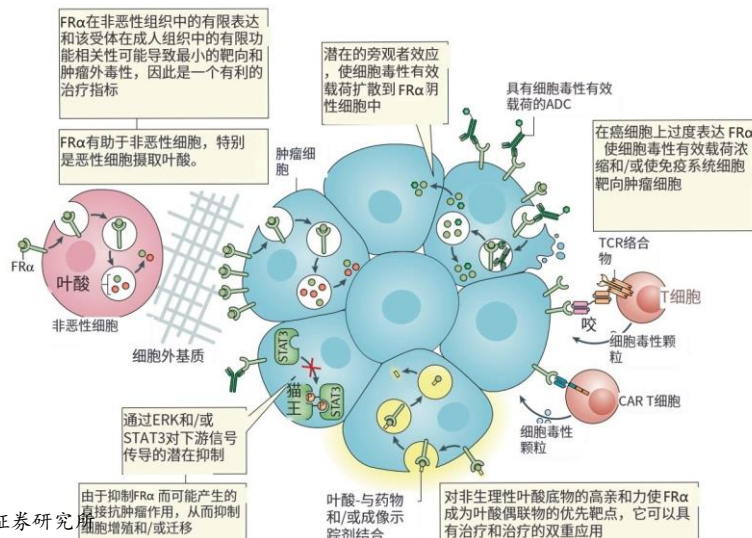 FRα在非恶性组织中的有限表达
和该受体在成人组织中的有限功
能相关性可能导致最小的靶向和
肿瘤外毒性，因此是一个有利的
治疗指标
FRα有助于非恶性细胞，特别
是恶性细胞摄取叶酸。
潜在的旁观者效应
，使细胞毒性有效
载荷扩散到 FRα阴
性细胞中
具有细胞毒性有效
载荷的ADC
在癌细胞上过度表达 FRα
使细胞毒性有效载荷浓
缩和/或使免疫系统细胞
靶向肿瘤细胞
肿瘤细
胞
FRα
叶酸
非恶性细胞
细胞外基质
TCR络合
物
T细胞
咬
细胞毒性颗
粒
CAR T细胞
细胞毒性
颗粒
STAT3
猫
王
P
P
STAT3
通过ERK和/或
STAT3对下游信号
传导的潜在抑制
由于抑制FRα 而可能产生的
直接抗肿瘤作用，从而抑制
细胞增殖和/或迁移
叶酸-与药物
和/或成像示
踪剂结合
对非生理性叶酸底物的高亲和力使 FRα
成为叶酸偶联物的优先靶点，它可以具
有治疗和治疗的双重应用
证券研究所